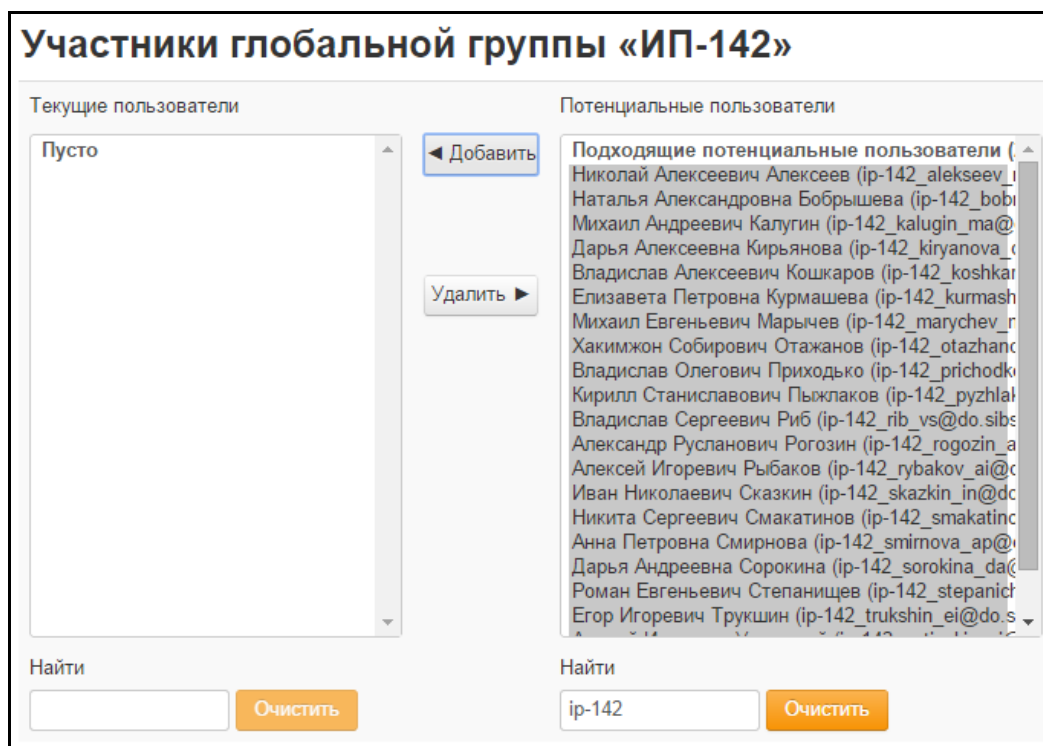 Участники глобальной группы «ИП-142»
Текущие пользователи
Потенциальные пользователи
Пусто
◄ Добавить
Удалить ►
Подходящие потенциальные пользователи (
Николай Алексеевич Алексеев (ip-142_alekseev_
Наталья Александровна Бобрышева (ip-142_bob
Михаил Андреевич Калугин (ip-142_kalugin_ma@
Дарья Алексеевна Кирьянова (ip-142_kiryanova_
Владислав Алексеевич Кошкаров (ip-142_koshkar
Елизавета Петровна Курмашева (ip-142_kurmash
Михаил Евгеньевич Марычев (ip-142_marychev_
Хакимжон Собирович Отажанов (ip-142_otazhano
Владислав Олегович Приходько (ip-142_prichodk
Кирилл Станиславович Пыжлаков (ip-142_pyzhlak
Владислав Сергеевич Риб (ip-142_rib_vs@do.sibs
Александр Русланович Рогозин (ip-142_rogozin_a
Алексей Игоревич Рыбаков (ip-142_rybakov_ai@d
Иван Николаевич Сказкин (ip-142_skazkin_in@do
Никита Сергеевич Смакатинов (ip-142_smakatino
Анна Петровна Смирнова (ip-142_smirnova_ap@
Дарья Андреевна Сорокина (ip-142_sorokina_da@
Роман Евгеньевич Степанищев (ip-142_stepanich
Егор Игоревич Трукшин (ip-142_trukshin_ei@do.s
Найти
Очистить
Найти
ip-142
Очистить